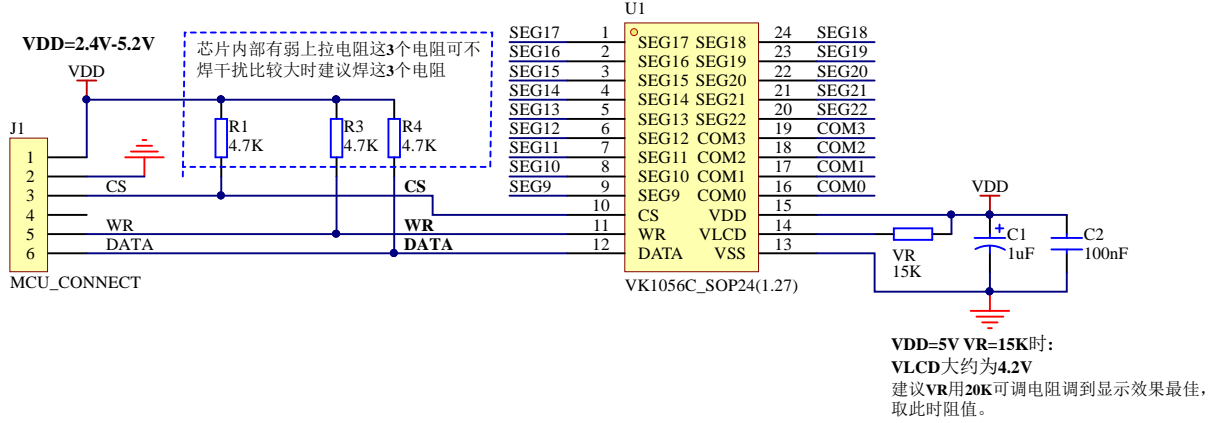 U1
VDD=2.4V-5.2V
VDD
芯片内部有弱上拉电阻这3个电阻可不
焊干扰比较大时建议焊这3个电阻
R1
4.7K
R3
4.7K
R4
4.7K
J1
1
2
3
4
5
6
MCU_CONNECT
CS
WR
DATA
CS
WR
DATA
SEG17 1 SEG17 SEG18 24 SEG18
SEG16 2 SEG16 SEG19 23 SEG19
SEG15 3 SEG15 SEG20 22 SEG20
SEG14 4 SEG14 SEG21 21 SEG21
SEG13 5 SEG13 SEG22 20 SEG22
SEG12 6 SEG12 COM3 19 COM3
SEG11 7 SEG11 COM2 18 COM2
SEG10 8 SEG10 COM1 17 COM1
SEG9 9 SEG9 COM0 16 COM0
10 CS VDD 15
11 WR VLCD 14
12 DATA VSS 13
VK1056C_SOP24(1.27)
VDD
VR
15K
+
C1
1uF
C2
100nF
VDD=5V VR=15K时：
VLCD大约为4.2V
建议VR用20K可调电阻调到显示效果最佳，
取此时阻值。